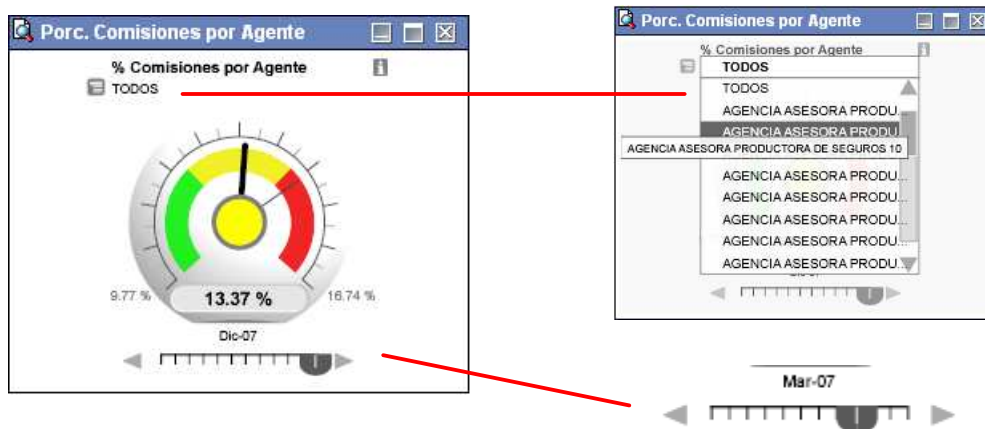 Porc. Comisiones por Agente
% Comisiones por Agente
TODOS
9.77 %
13.37 %
16.74 %
Dic-07
Porc. Comisiones por Agente
% Comisiones por Agente
TODOS
TODOS
AGENCIA ASESORA PRODU...
AGENCIA ASESORA PRODU...
AGENCIA ASESORA PRODUCTORA DE SEGUROS 10
AGENCIA ASESORA PRODU...
AGENCIA ASESORA PRODU...
AGENCIA ASESORA PRODU...
AGENCIA ASESORA PRODU...
AGENCIA ASESORA PRODU...
Mar-07